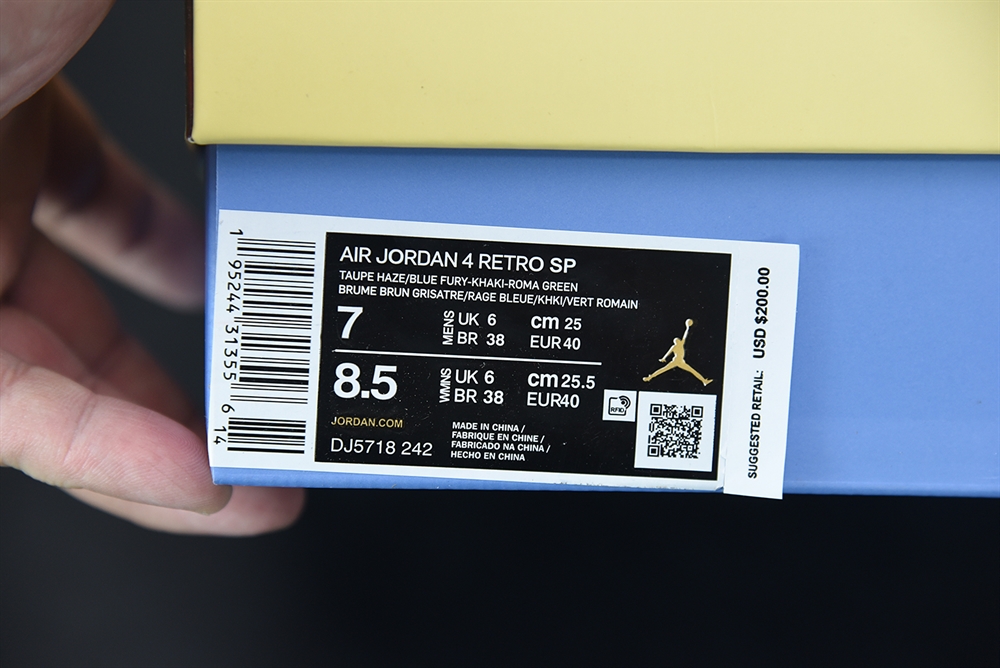 1 95244 31355 6 14
AIR JORDAN 4 RETRO SP
TAUPE HAZE/BLUE FURY-KHAKI-ROMA GREEN
BRUME BRUN GRISATRE/RAGE BLEUE/KHKI/VERT ROMAIN
7 MENS UK 6 cm 25
BR 38 EUR 40
8.5 WMNS UK 6 cm 25.5
BR 38 EUR40
JORDAN.COM
DJ5718 242
MADE IN CHINA /
FABRIQUE EN CHINE /
FABRICADO NA CHINA /
HECHO EN CHINA
RFID
SUGGESTED RETAIL: USD $200.00